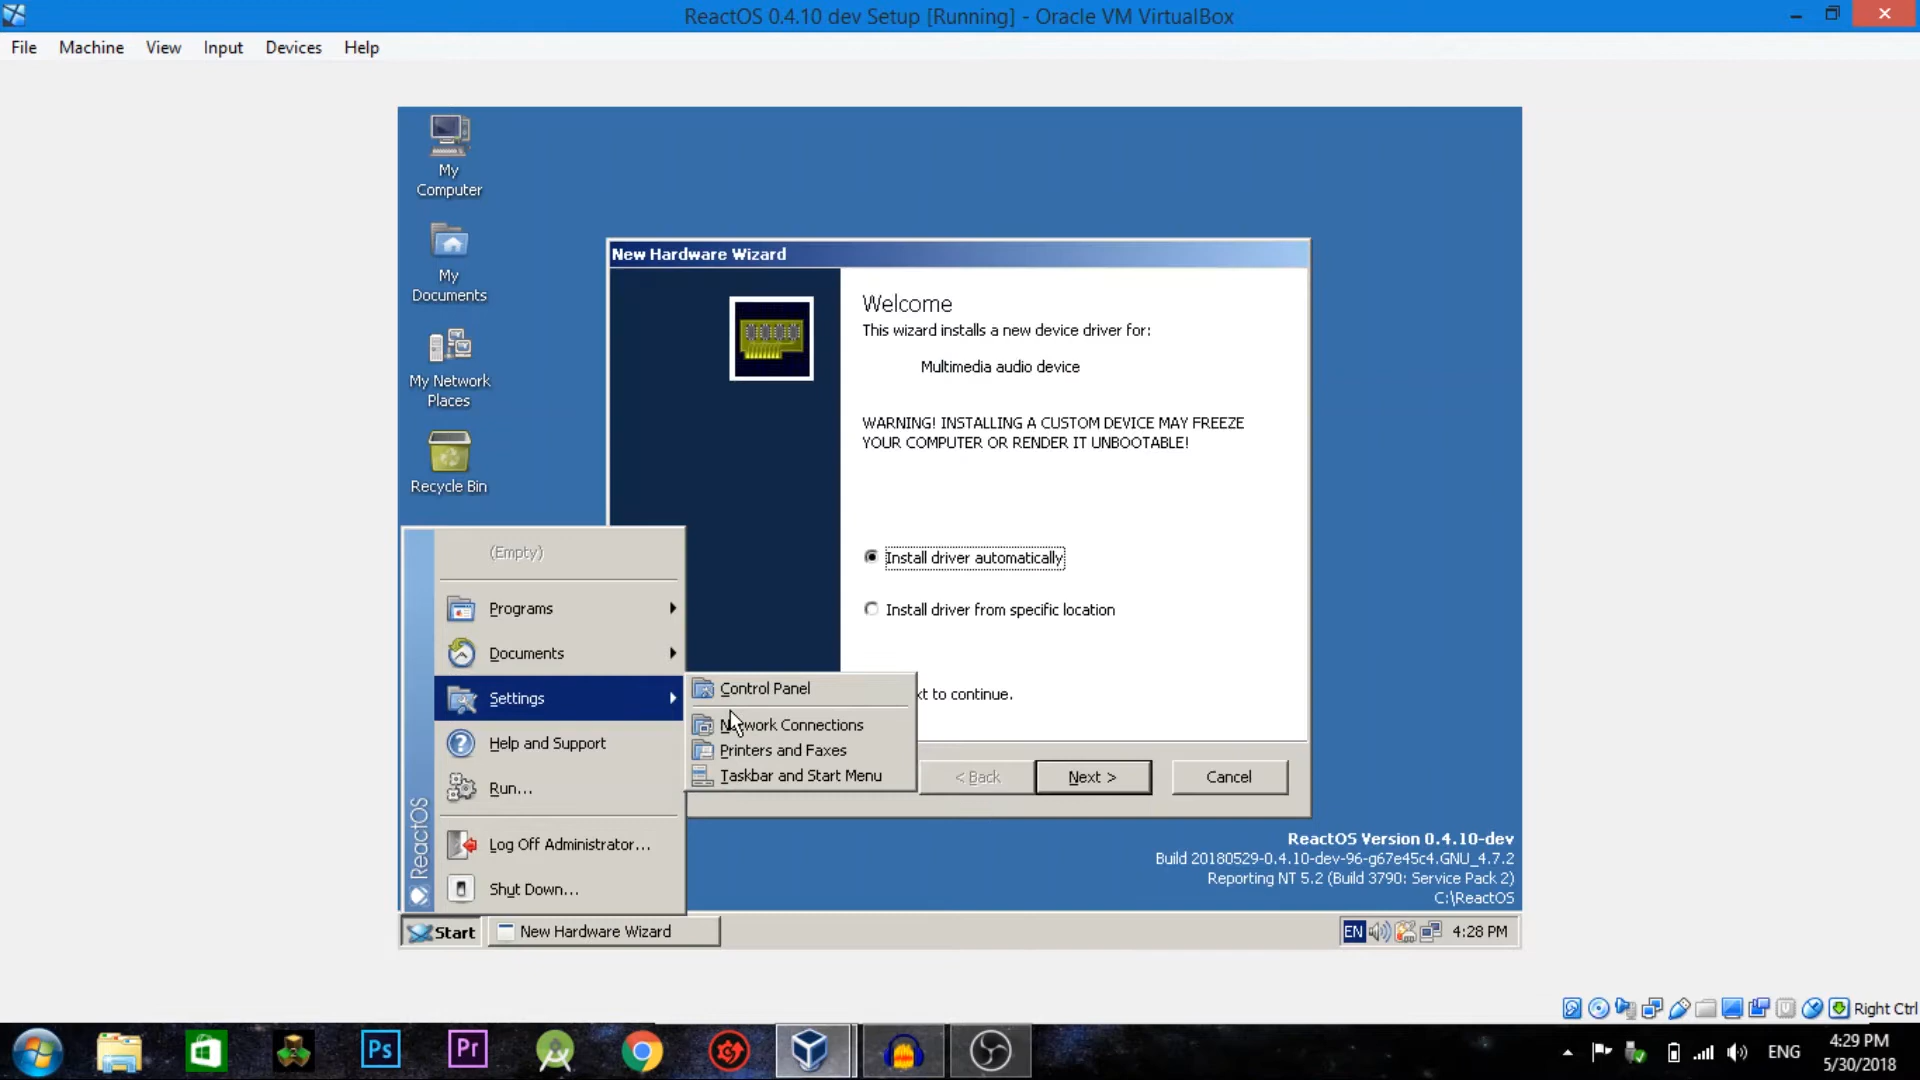 ReactOS 0.4.10 dev Setup [Running] - Oracle VM VirtualBox
File Machine View Input Devices Help
My
Computer
My
Documents
My Network
Places
Recycle Bin
New Hardware Wizard
Welcome
This wizard installs a new device driver for:
Multimedia audio device
WARNING! INSTALLING A CUSTOM DEVICE MAY FREEZE
YOUR COMPUTER OR RENDER IT UNBOOTABLE!
Install driver automatically
Install driver from specific location
to continue.
< Back
Next >
Cancel
(Empty)
Programs
Documents
Settings
Help and Support
Run...
Log Off Administrator...
Shut Down...
ReactOS
Control Panel
Network Connections
Printers and Faxes
Taskbar and Start Menu
ReactOS Version 0.4.10-dev
Build 20180529-0.4.10-dev-96-g67e45c4.GNU_4.7.2
Reporting NT 5.2 (Build 3790: Service Pack 2)
C:\ReactOS
Start
New Hardware Wizard
EN
4:28 PM
Right Ctrl
Ps
Pr
ENG
4:29 PM
5/30/2018